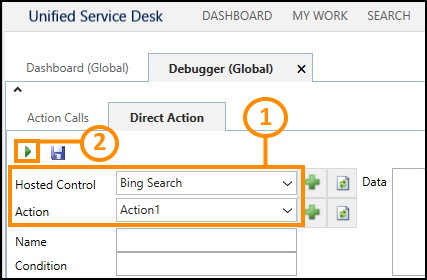 Unified Service Desk DASHBOARD MY WORK SEARCH
Dashboard (Global) Debugger (Global) ×
Action Calls Direct Action
2 1
Hosted Control Bing Search Data
Action Action1
Name
Condition